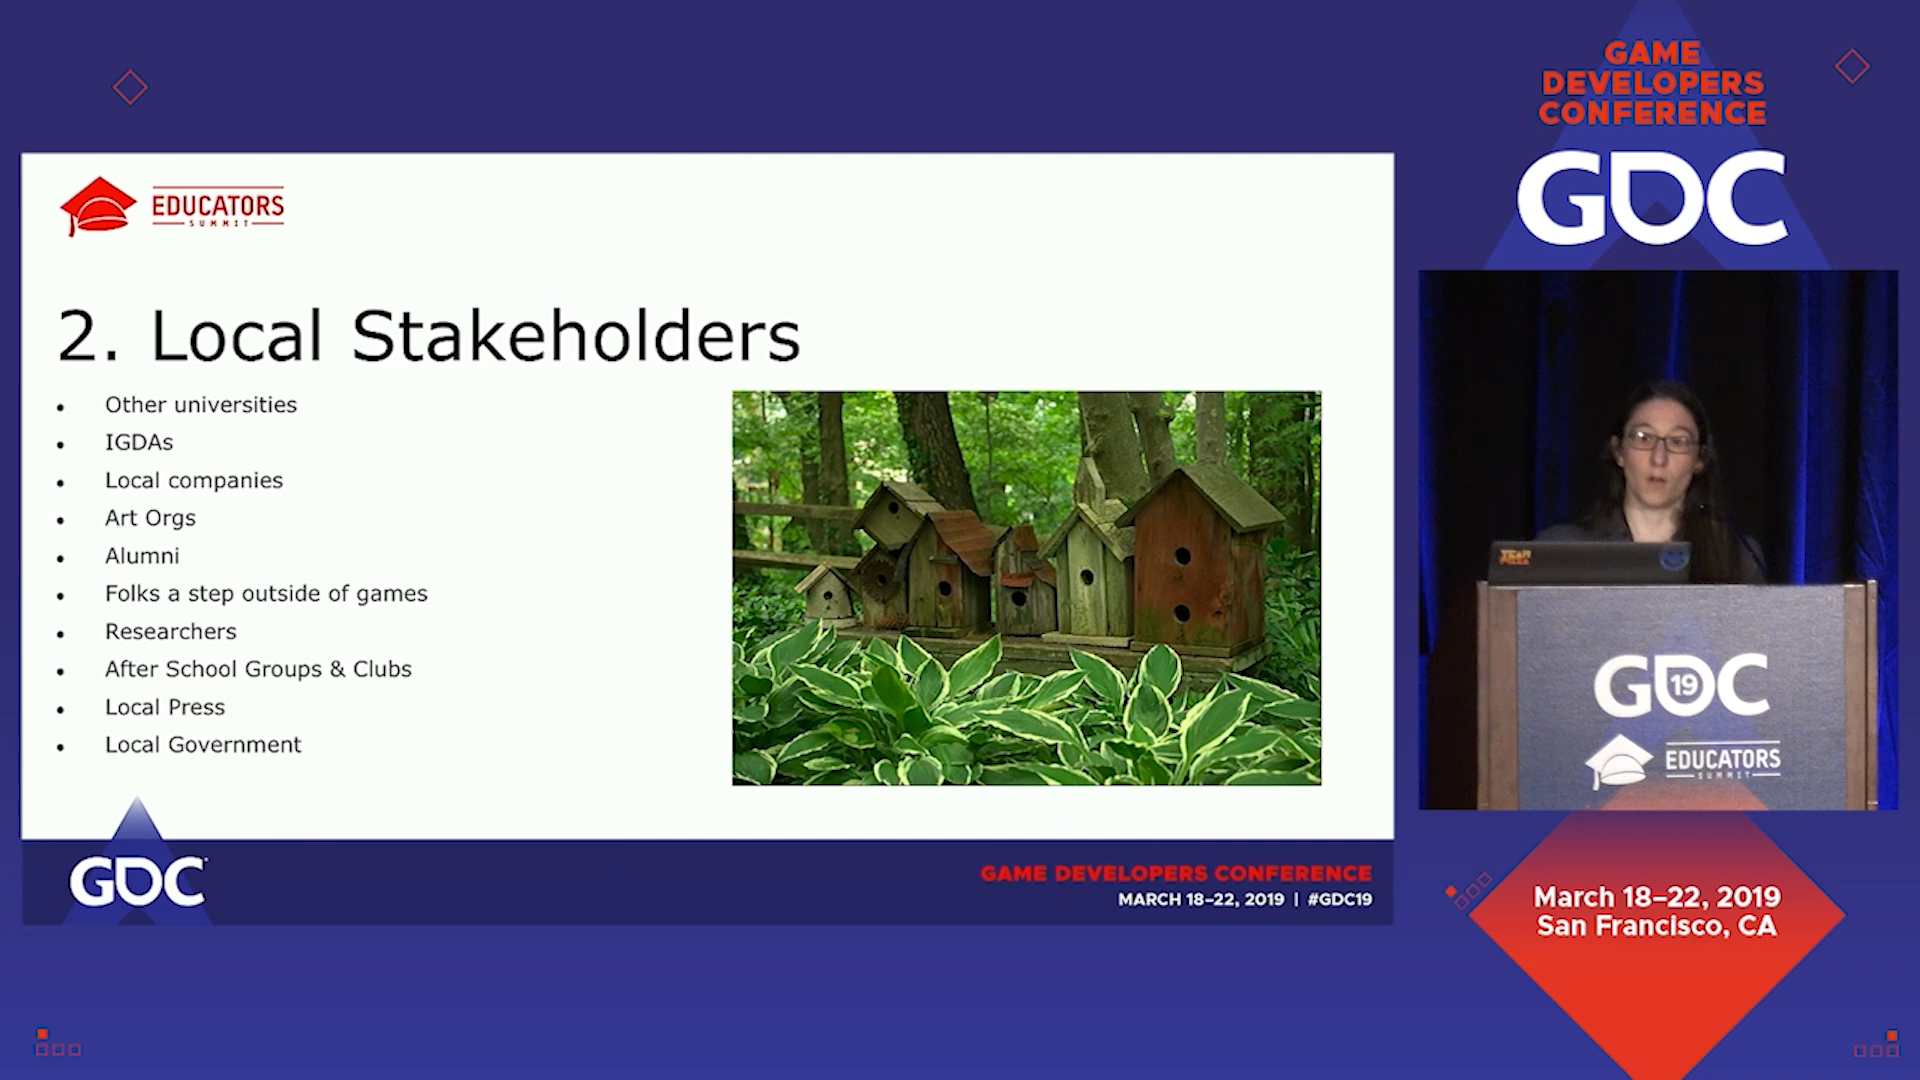 GAME
DEVELOPERS
CONFERENCE
GDC
EDUCATORS
SUMMIT
2. Local Stakeholders
• Other universities
• IGDAs
• Local companies
• Art Orgs
• Alumni
• Folks a step outside of games
• Researchers
• After School Groups & Clubs
• Local Press
• Local Government
GDC
GAME DEVELOPERS CONFERENCE
MARCH 18–22, 2019 | #GDC19
TEAM
GDC
19
EDUCATORS
SUMMIT
March 18–22, 2019
San Francisco, CA